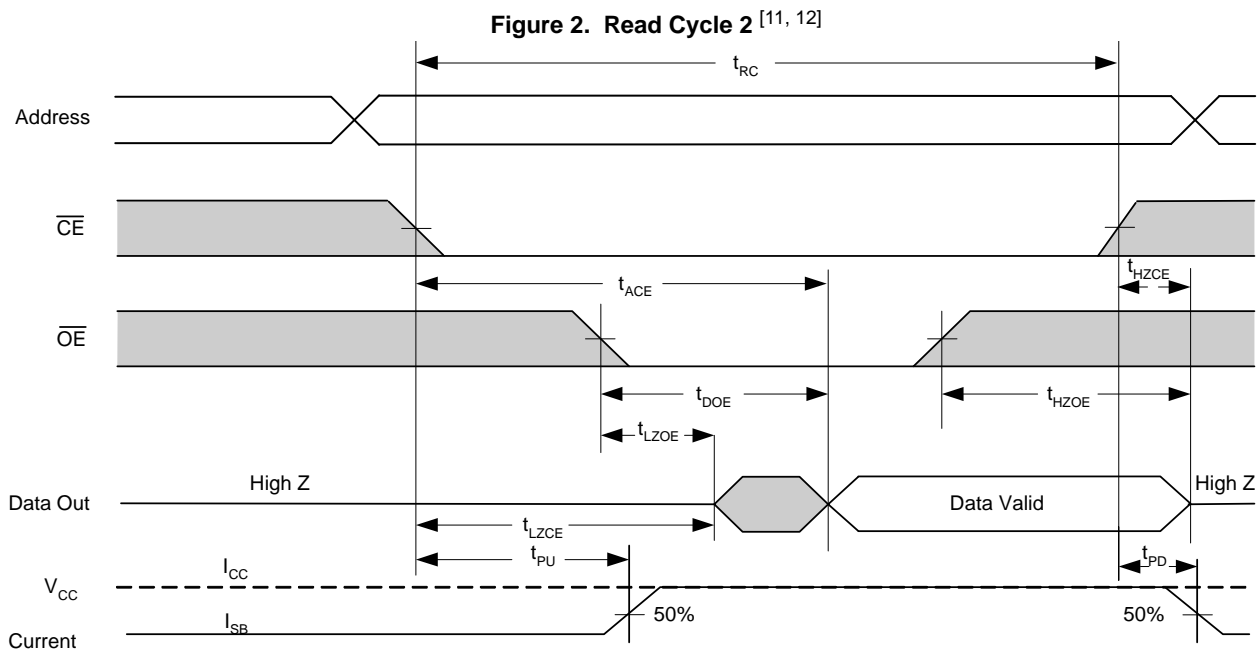 Figure 2. Read Cycle 2 [11, 12]
tRC
Address
CE
tHZCE
tACE
OE
tDOE
tHZOE
tLZOE
High Z
High Z
Data Out
Data Valid
tLZCE
tPU
tPD
ICC
VCC
50%
50%
ISB
Current